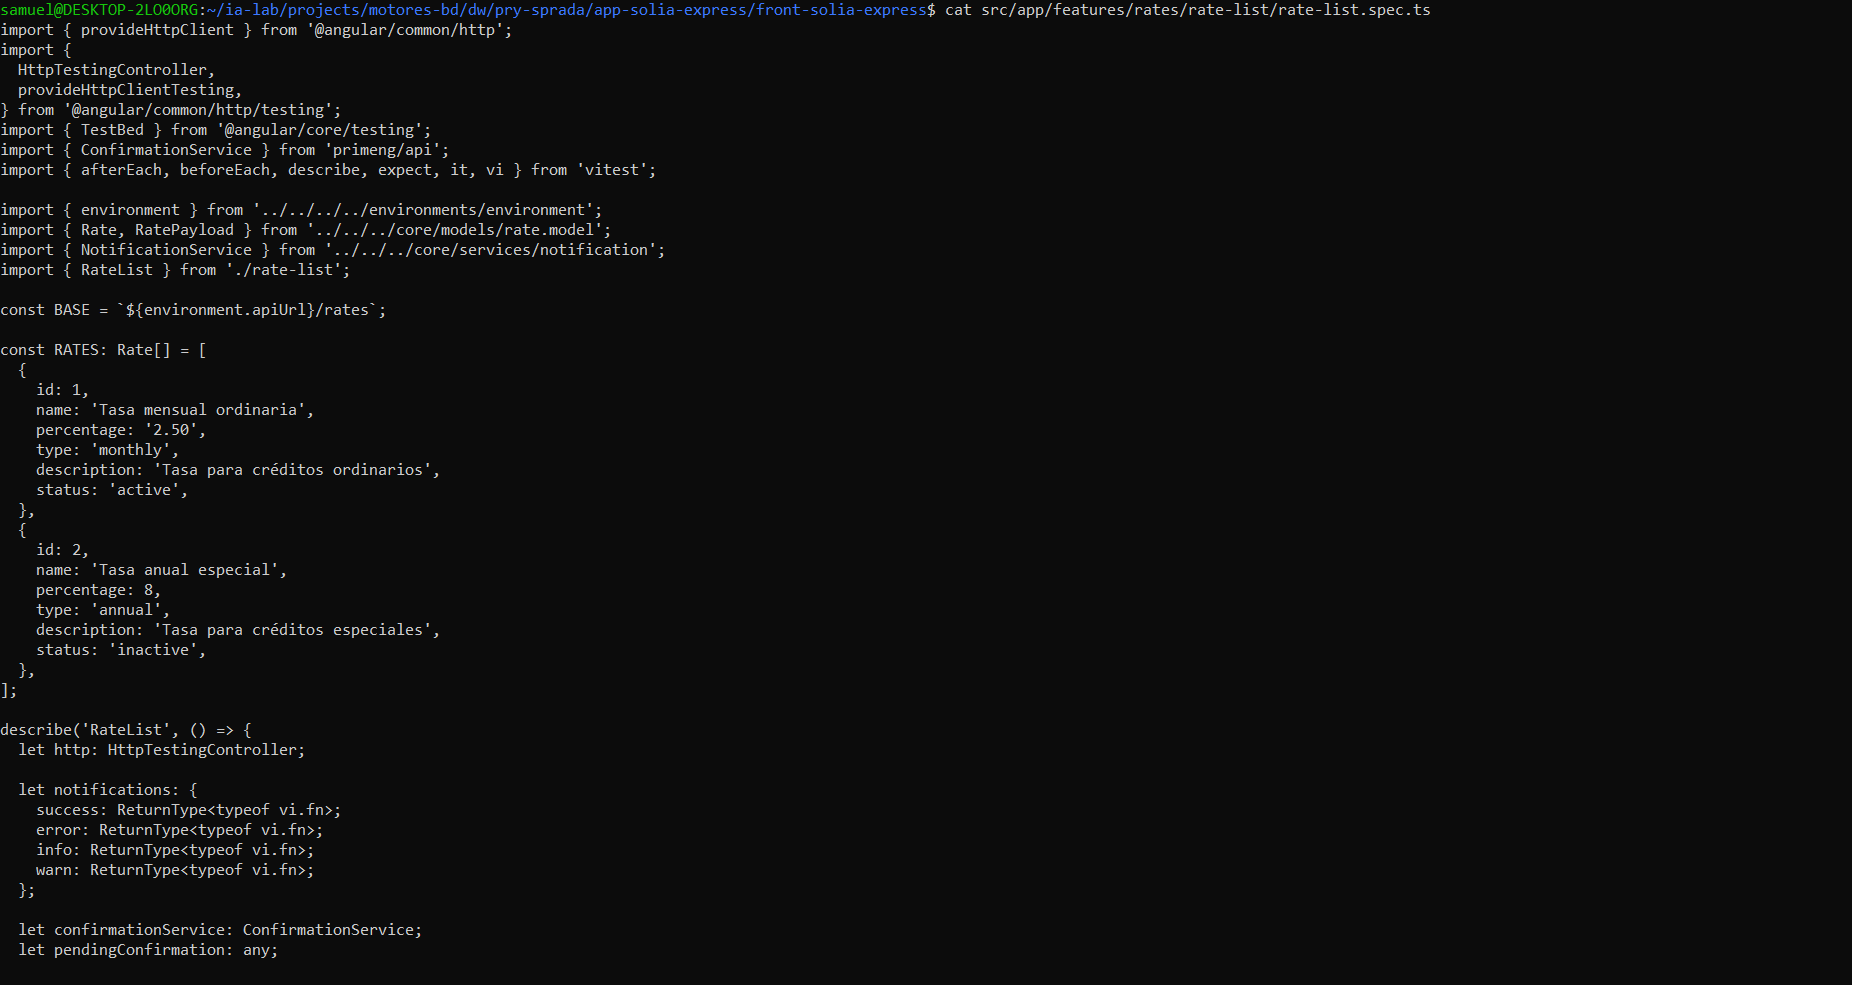 samuel@DESKTOP-2LO0ORG:~/ia-lab/projects/motores-bd/dw/pry-sprada/app-solia-express/front-solia-express$ cat src/app/features/rates/rate-list/rate-list.spec.ts
import { provideHttpClient } from '@angular/common/http';
import {
  HttpTestingController,
  provideHttpClientTesting,
} from '@angular/common/http/testing';
import { TestBed } from '@angular/core/testing';
import { ConfirmationService } from 'primeng/api';
import { afterEach, beforeEach, describe, expect, it, vi } from 'vitest';

import { environment } from '../../../../environments/environment';
import { Rate, RatePayload } from '../../../core/models/rate.model';
import { NotificationService } from '../../../core/services/notification';
import { RateList } from './rate-list';

const BASE = `${environment.apiUrl}/rates`;

const RATES: Rate[] = [
  {
    id: 1,
    name: 'Tasa mensual ordinaria',
    percentage: '2.50',
    type: 'monthly',
    description: 'Tasa para créditos ordinarios',
    status: 'active',
  },
  {
    id: 2,
    name: 'Tasa anual especial',
    percentage: 8,
    type: 'annual',
    description: 'Tasa para créditos especiales',
    status: 'inactive',
  },
];

describe('RateList', () => {
  let http: HttpTestingController;

  let notifications: {
    success: ReturnType<typeof vi.fn>;
    error: ReturnType<typeof vi.fn>;
    info: ReturnType<typeof vi.fn>;
    warn: ReturnType<typeof vi.fn>;
  };

  let confirmationService: ConfirmationService;
  let pendingConfirmation: any;